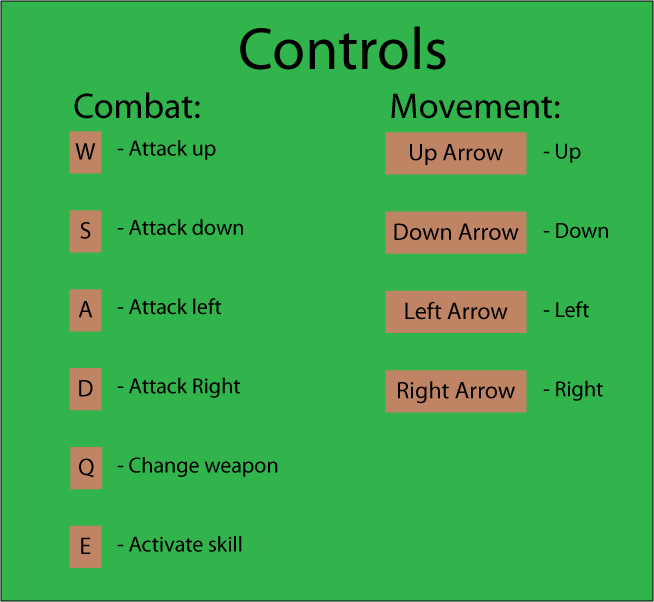 Controls
Combat:
W - Attack up
S - Attack down
A - Attack left
D - Attack Right
Q - Change weapon
E - Activate skill
Movement:
Up Arrow - Up
Down Arrow - Down
Left Arrow - Left
Right Arrow - Right